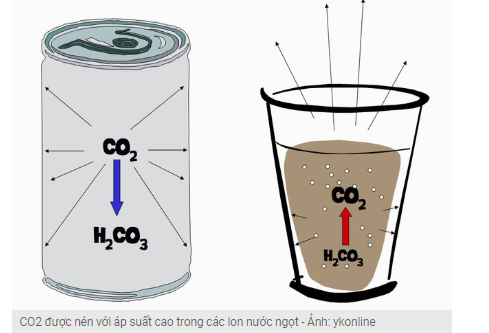 CO2
H2CO3
CO2
H2CO3
CO2 được nén với áp suất cao trong các lon nước ngọt - Ảnh: ykonline